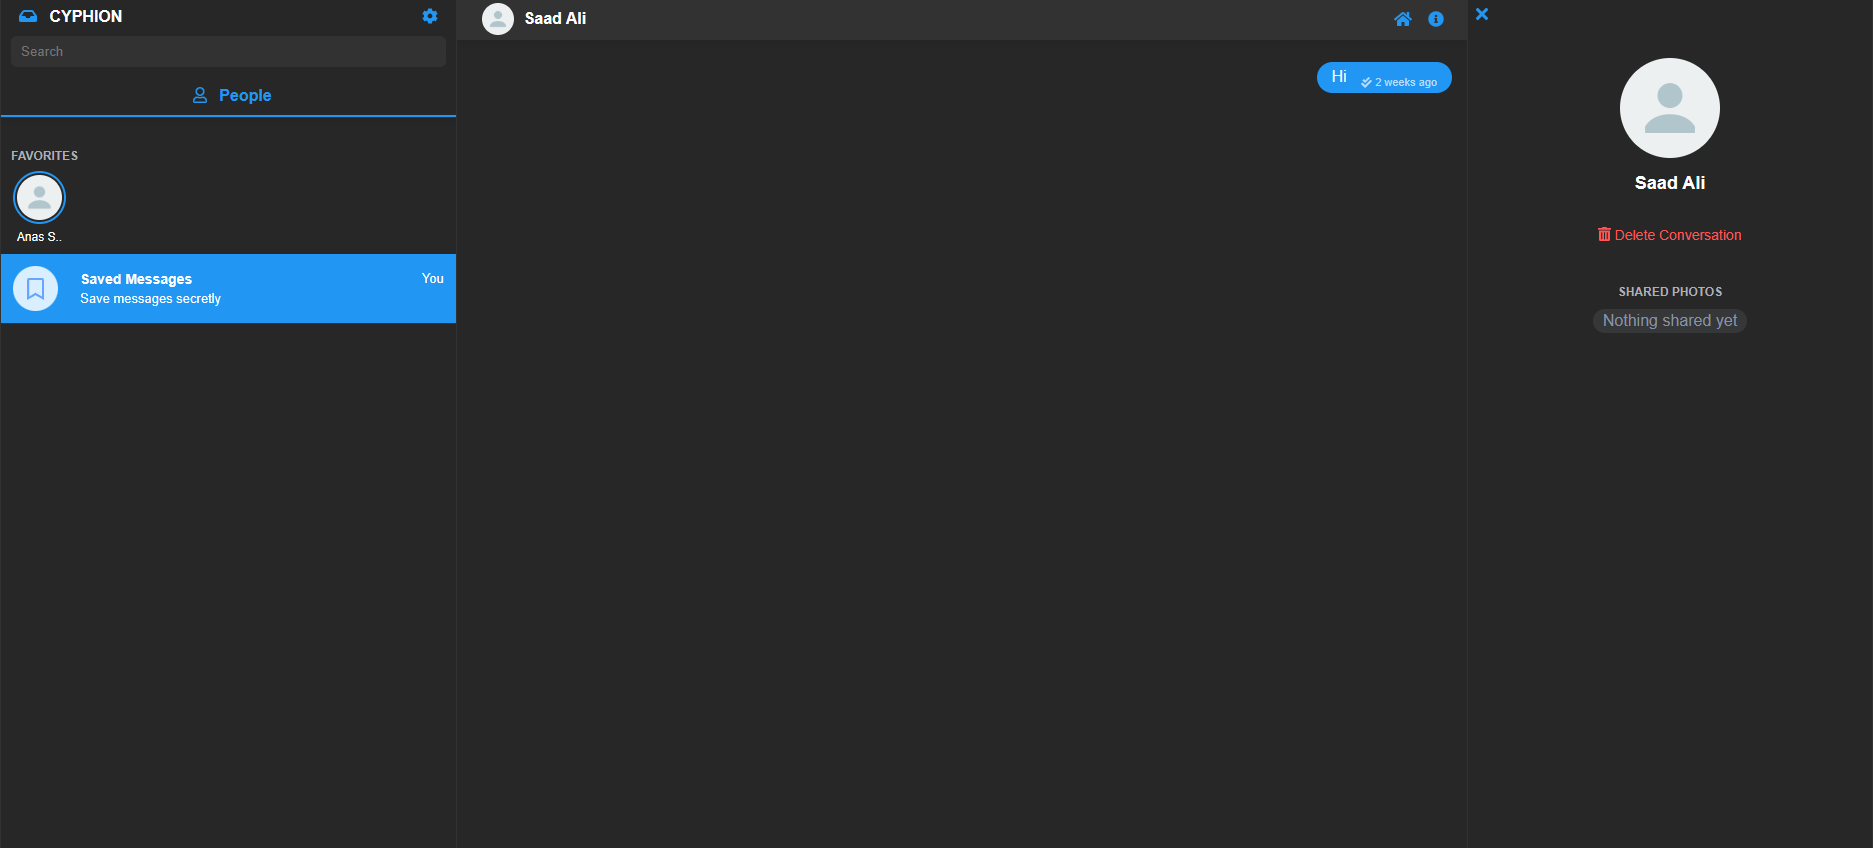 CYPHION
Search
People
FAVORITES
Anas S..
Saved Messages
You
Save messages secretly
Saad Ali
Hi 2 weeks ago
Saad Ali
Delete Conversation
SHARED PHOTOS
Nothing shared yet